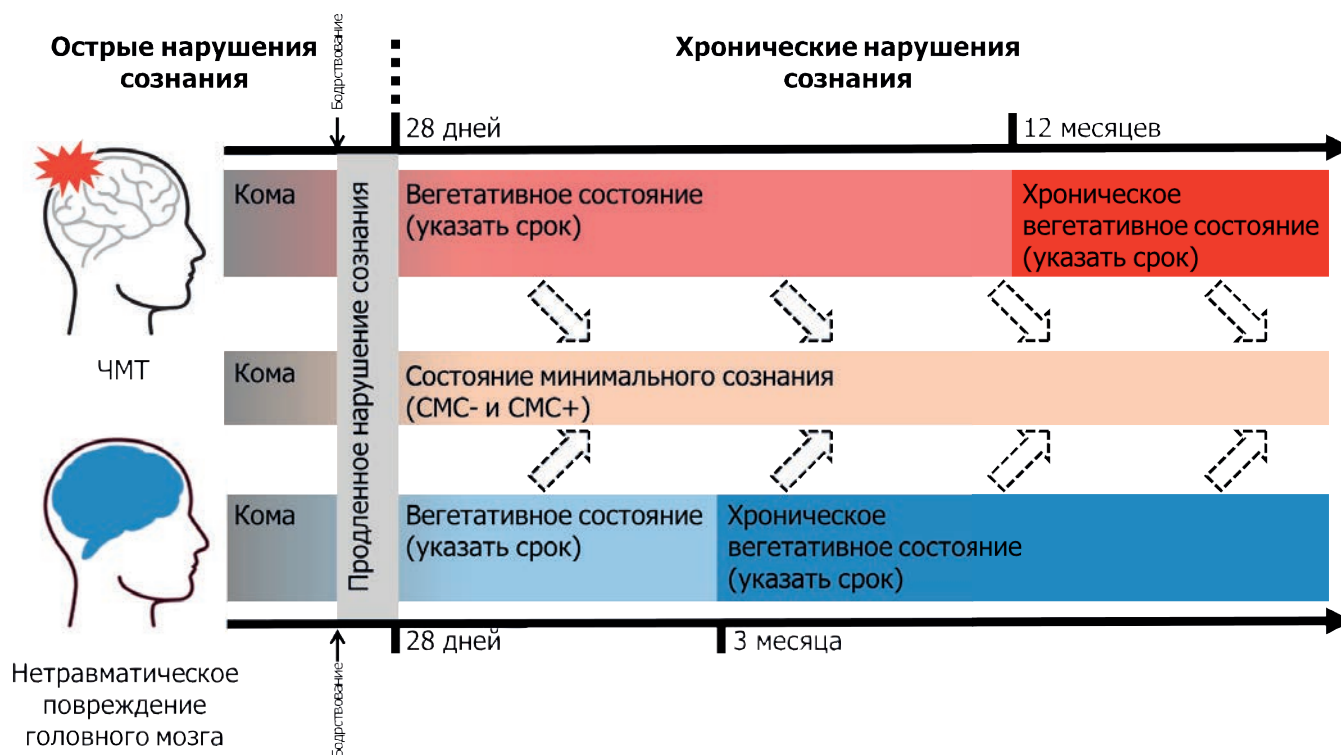 Острые нарушения
сознания
Бодрствование
Хронические нарушения
сознания
28 дней
12 месяцев
Кома
Продленное нарушение сознания
Вегетативное состояние
(указать срок)
Хроническое
вегетативное состояние
(указать срок)
ЧМТ
Кома
Состояние минимального сознания
(СМС- и СМС+)
Кома
Вегетативное состояние
(указать срок)
Хроническое
вегетативное состояние
(указать срок)
28 дней
3 месяца
Бодрствование
Нетравматическое
повреждение
головного мозга